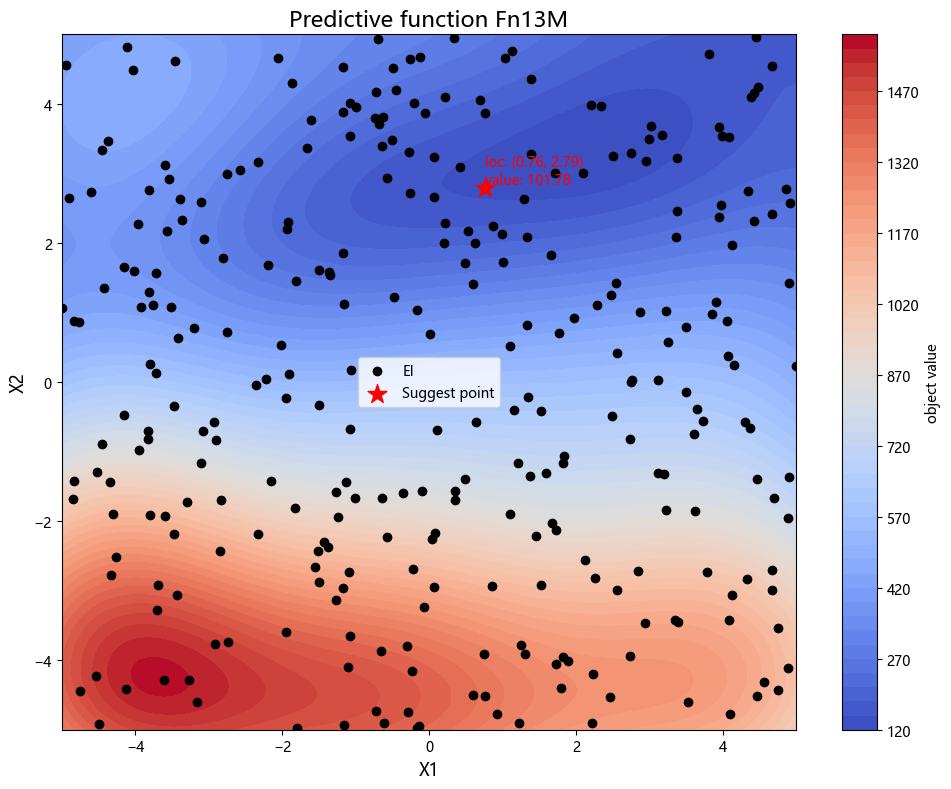 Predictive function Fn13M
4
2
0
−2
−4
X2
loc: (0.76, 2.79)
value: 101.78
EI
Suggest point
−4
−2
0
2
4
X1
1470
1320
1170
1020
870
720
570
420
270
120
object value